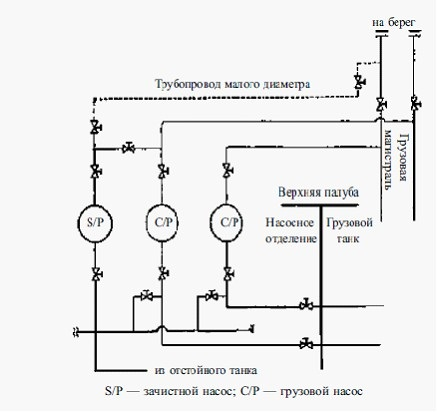 на берег
Трубопровод малого диаметра
Грузовая
магистраль
Верхняя палуба
S/P
C/P
C/P
Насосное
отделение
Грузовой
танк
из отстойного танка
S/P — зачистной насос; C/P — грузовой насос